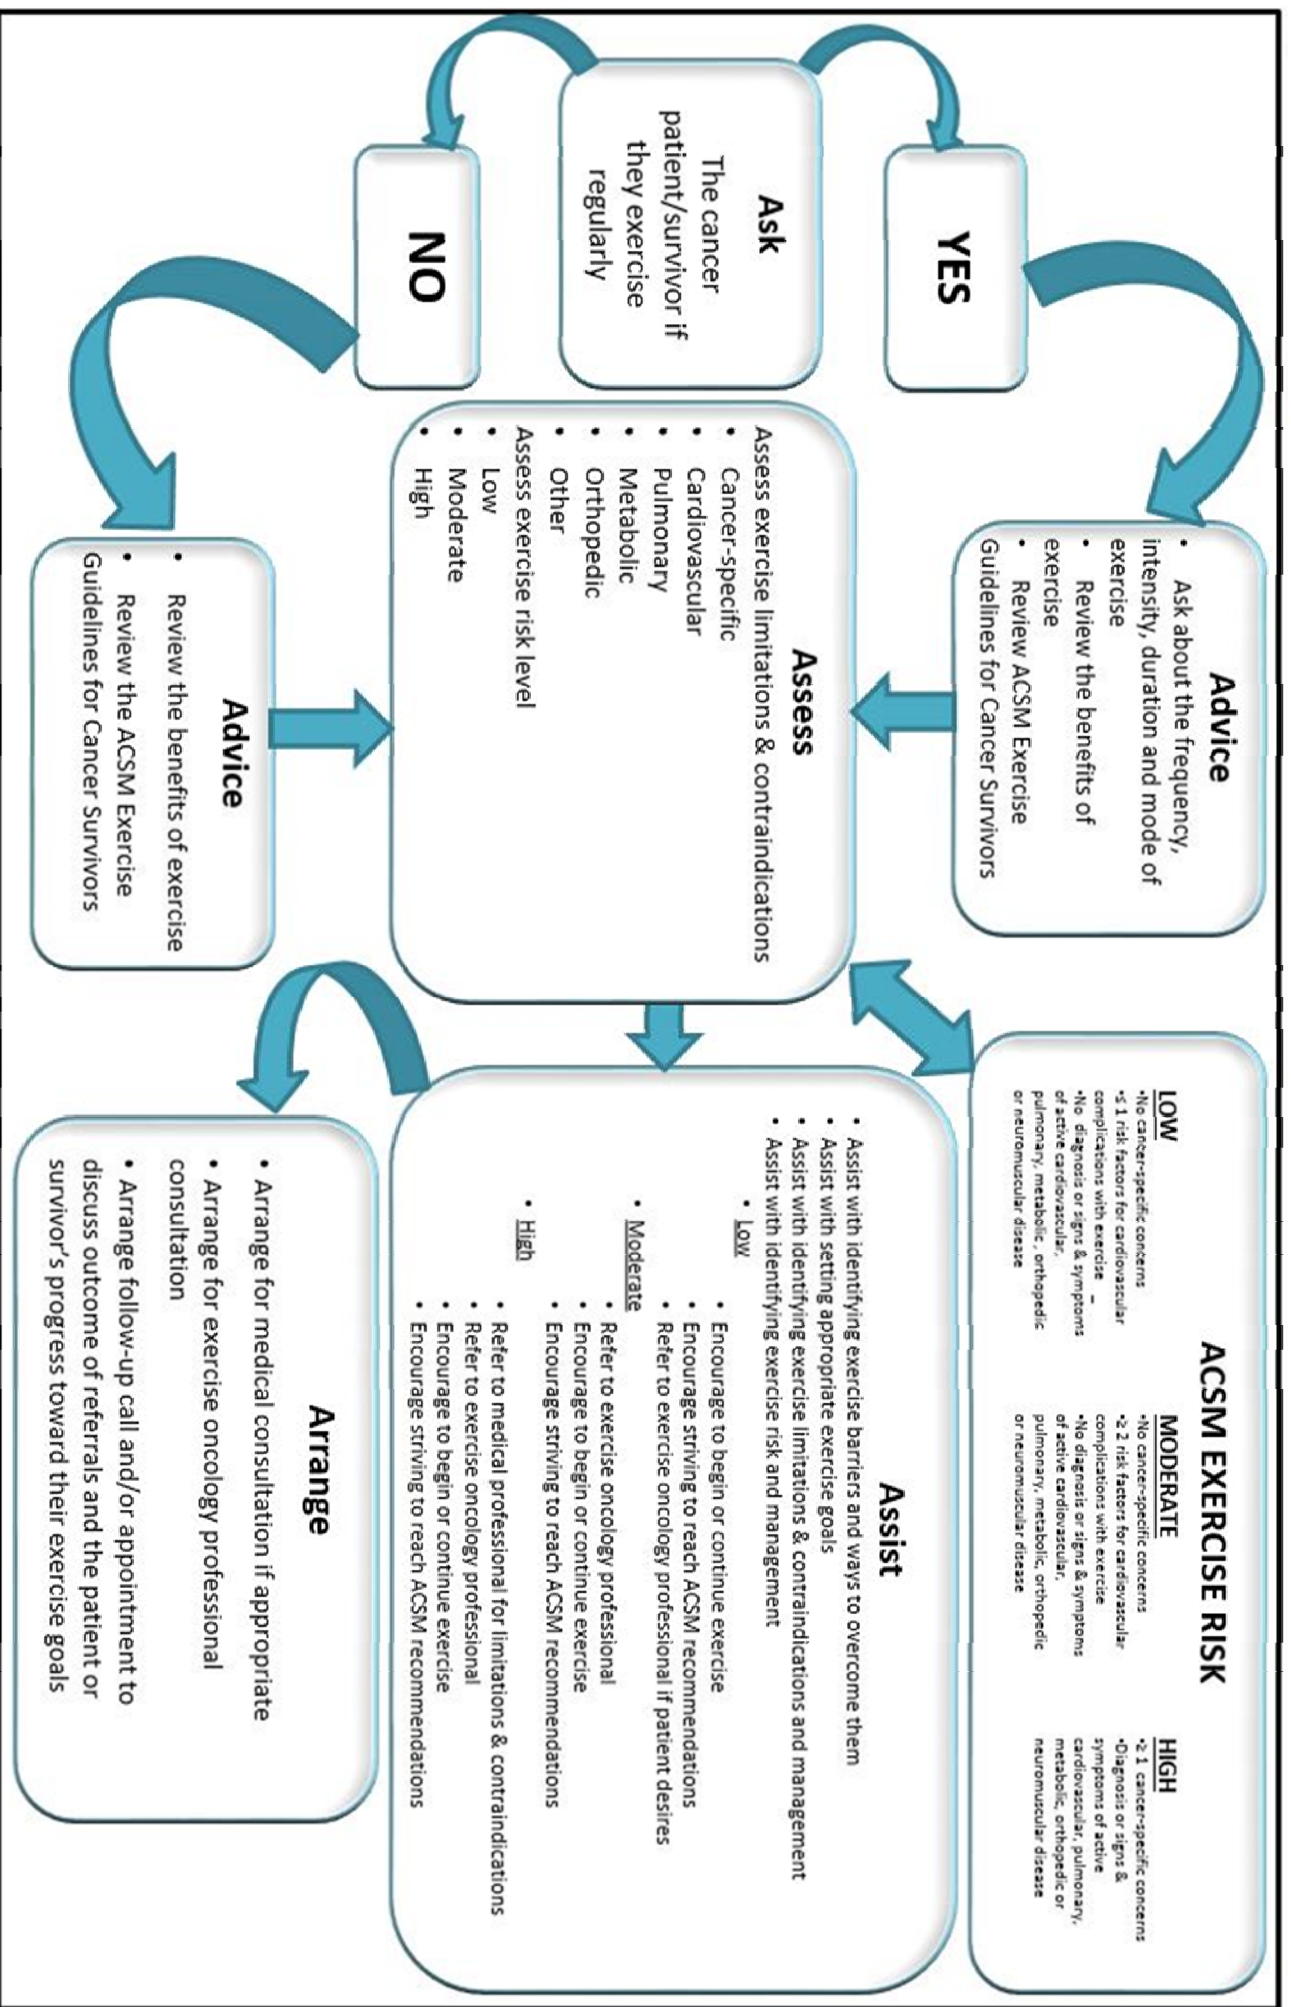 Ask
The cancer
patient/survivor if
they exercise
regularly
YES
NO
Advice
• Ask about the frequency,
intensity, duration and mode of
exercise
• Review the benefits of
exercise
• Review ACSM Exercise
Guidelines for Cancer Survivors
Advice
• Review the benefits of exercise
• Review the ACSM Exercise
Guidelines for Cancer Survivors
Assess
Assess exercise limitations & contraindications
• Cancer-specific
• Cardiovascular
• Pulmonary
• Metabolic
• Orthopedic
• Other
Assess exercise risk level
• Low
• Moderate
• High
ACSM EXERCISE RISK
LOW
•No cancer-specific concerns
•≤ 1 risk factors for cardiovascular
complications with exercise –
•No diagnosis or signs & symptoms
of active cardiovascular,
pulmonary, metabolic , orthopedic
or neuromuscular disease
MODERATE
•No cancer-specific concerns
•≥ 2 risk factors for cardiovascular
complications with exercise
•No diagnosis or signs & symptoms
of active cardiovascular,
pulmonary, metabolic, orthopedic
or neuromuscular disease
HIGH
•≥ 1 cancer-specific concerns
•Diagnosis or signs &
symptoms of active
cardiovascular, pulmonary,
metabolic, orthopedic or
neuromuscular disease
Assist
• Assist with identifying exercise barriers and ways to overcome them
• Assist with setting appropriate exercise goals
• Assist with identifying exercise limitations & contraindications and management
• Assist with identifying exercise risk and management
• Low
• Encourage to begin or continue exercise
• Encourage striving to reach ACSM recommendations
• Refer to exercise oncology professional if patient desires
• Moderate
• Refer to exercise oncology professional
• Encourage to begin or continue exercise
• Encourage striving to reach ACSM recommendations
• High
• Refer to medical professional for limitations & contraindications
• Refer to exercise oncology professional
• Encourage to begin or continue exercise
• Encourage striving to reach ACSM recommendations
Arrange
• Arrange for medical consultation if appropriate
• Arrange for exercise oncology professional
consultation
• Arrange follow-up call and/or appointment to
discuss outcome of referrals and the patient or
survivor's progress toward their exercise goals